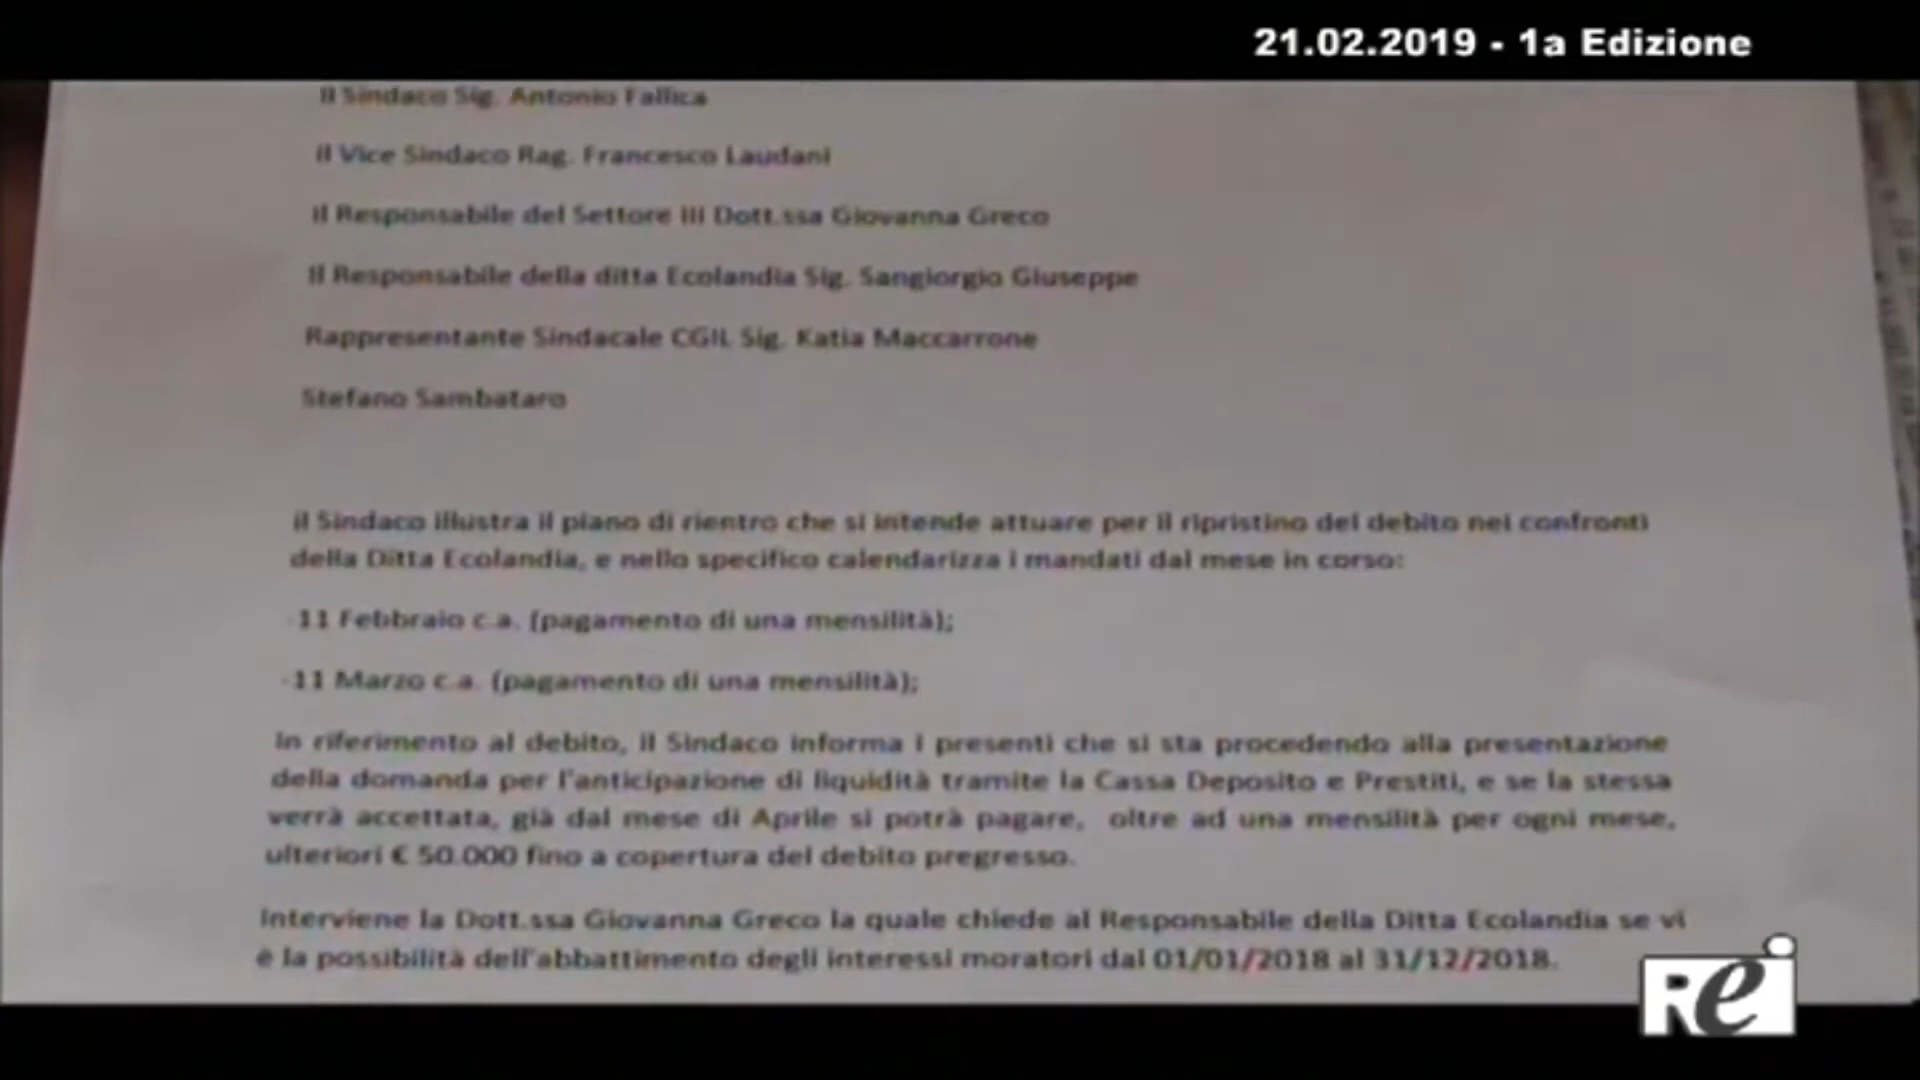 21.02.2019 - 1a Edizione
Il Sindaco Sig. Antonio Fallica
Il Vice Sindaco Rag. Francesco Laudani
Il Responsabile del Settore III Dott.ssa Giovanna Greco
Il Responsabile della ditta Ecolandia Sig. Sangiorgio Giuseppe
Rappresentante Sindacale CGIL Sig. Katia Maccarrone
Stefano Sambataro
il Sindaco illustra il piano di rientro che si intende attuare per il ripristino del debito nei confronti
della Ditta Ecolandia, e nello specifico calendarizza i mandati dal mese in corso:
-11 Febbraio c.a. (pagamento di una mensilità);
-11 Marzo c.a. (pagamento di una mensilità);
In riferimento al debito, il Sindaco informa i presenti che si sta procedendo alla presentazione
della domanda per l'anticipazione di liquidità tramite la Cassa Deposito e Prestiti, e se la stessa
verrà accettata, già dal mese di Aprile si potrà pagare, oltre ad una mensilità per ogni mese,
ulteriori € 50.000 fino a copertura del debito pregresso.
Interviene la Dott.ssa Giovanna Greco la quale chiede al Responsabile della Ditta Ecolandia se vi
è la possibilità dell'abbattimento degli interessi moratori dal 01/01/2018 al 31/12/2018.
Rei